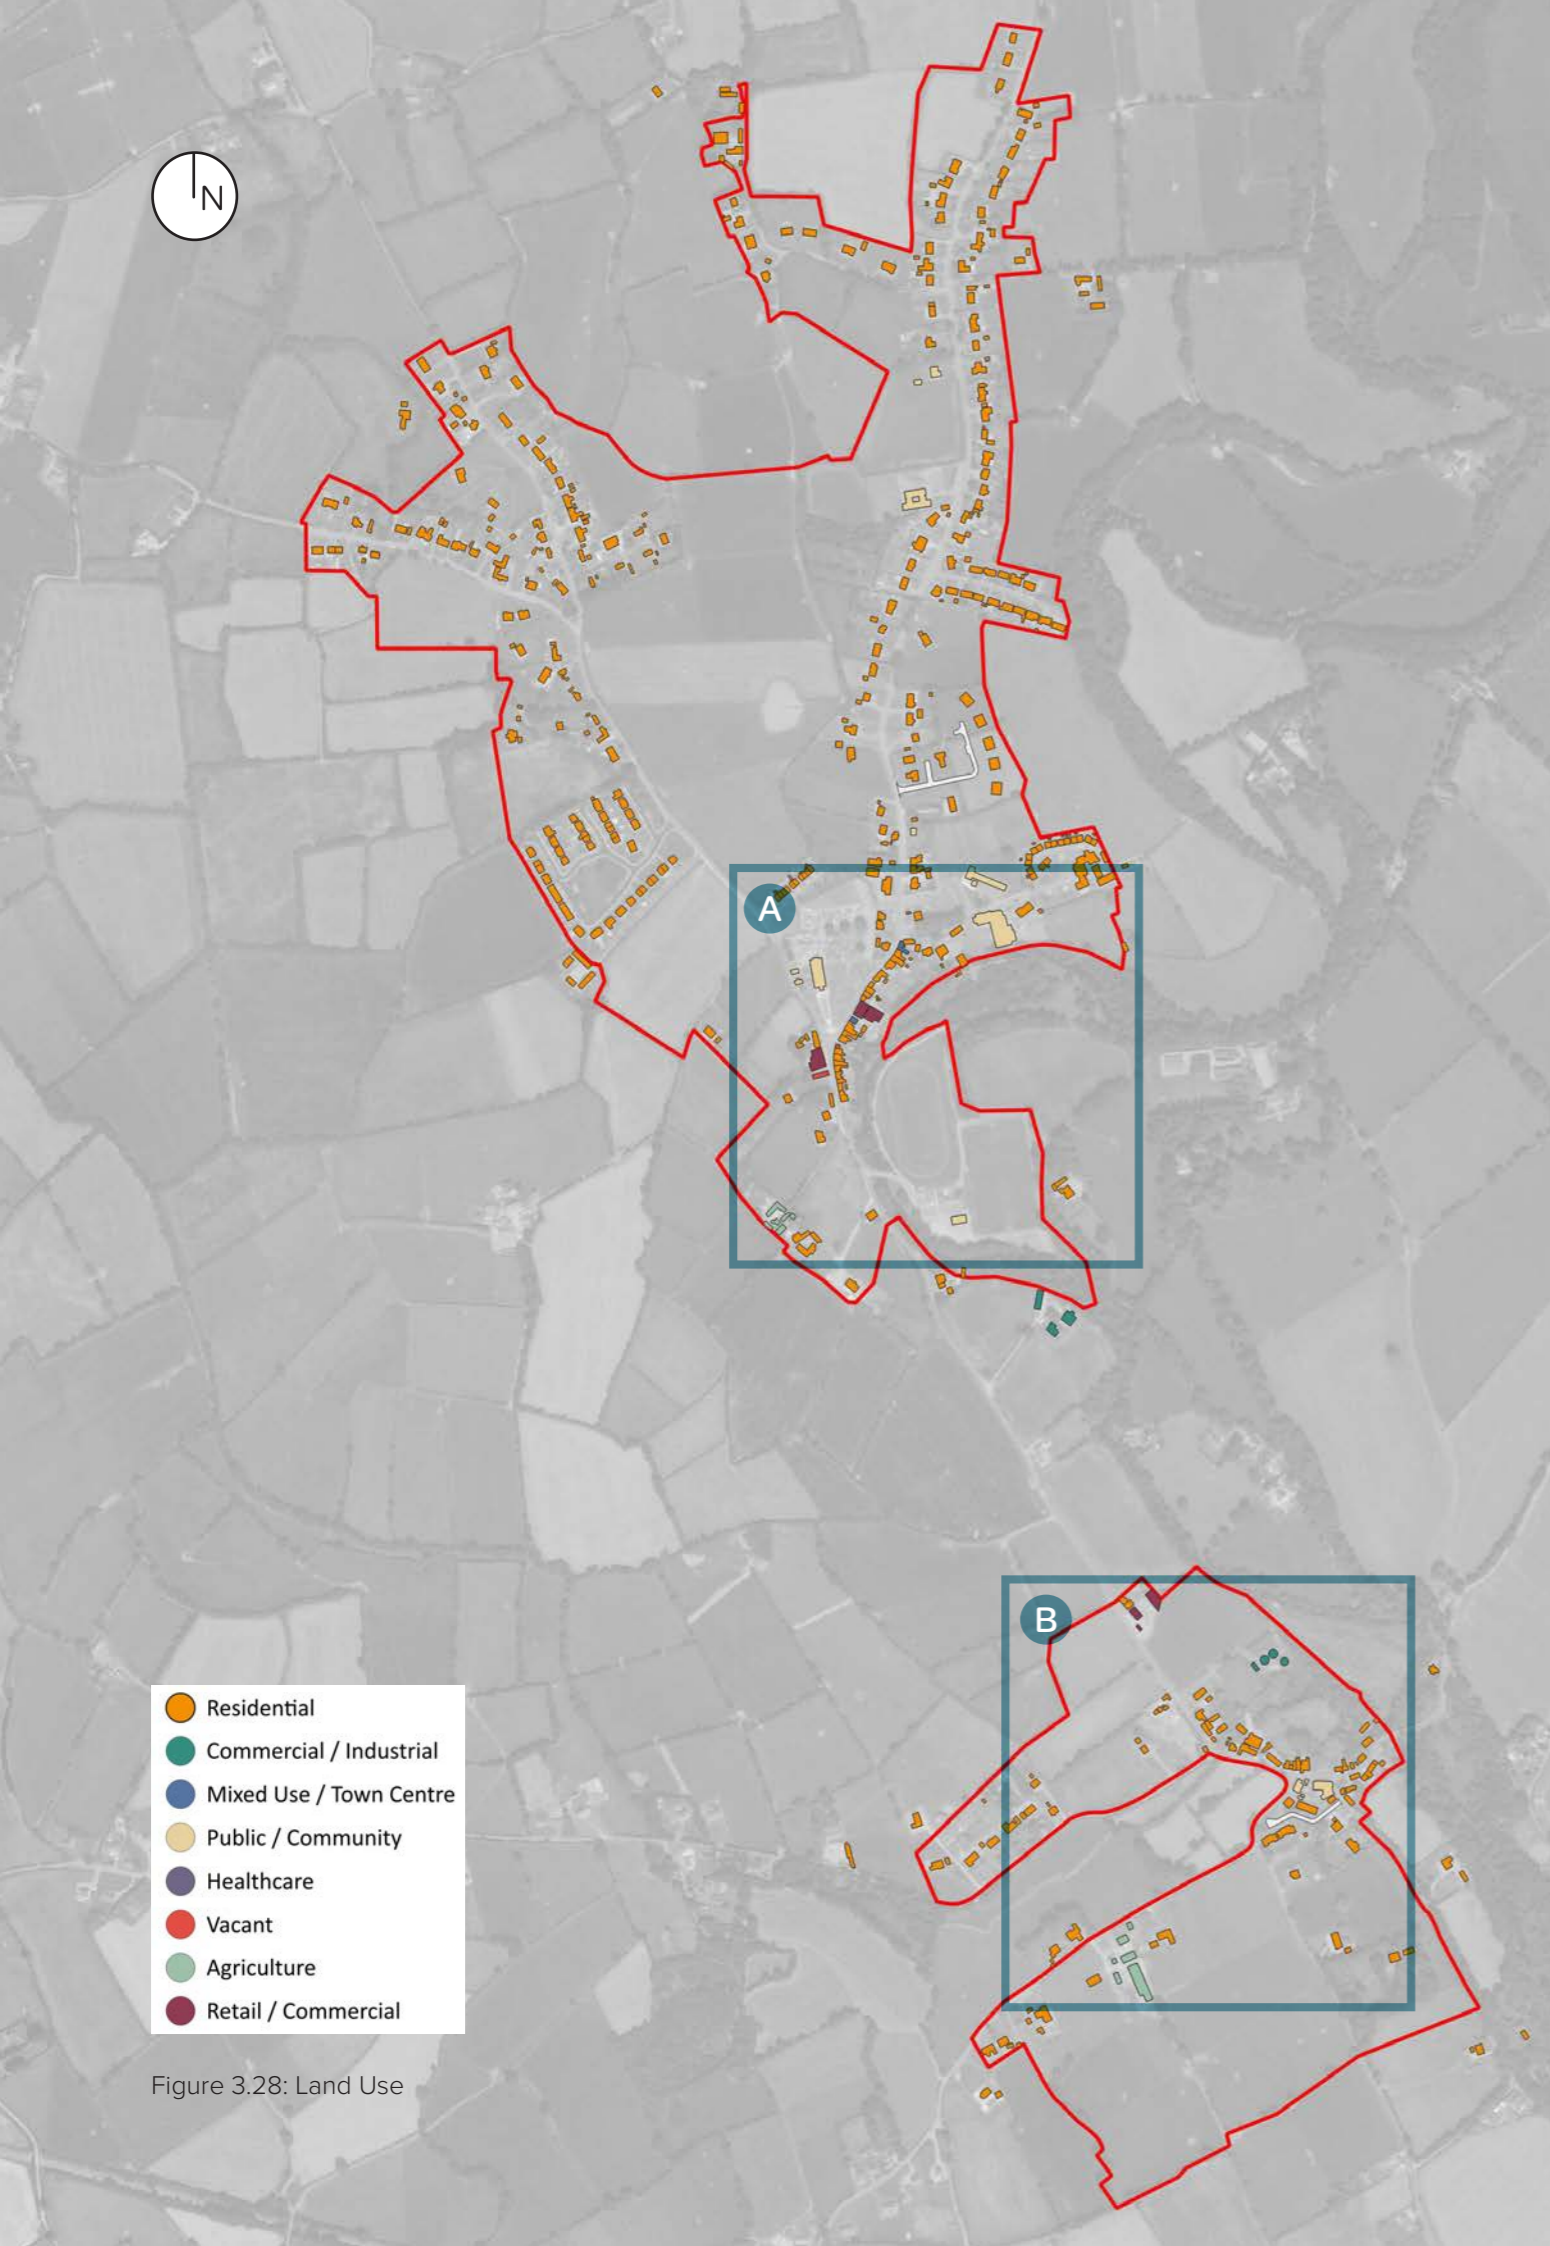 N
A
B
Residential
Commercial / Industrial
Mixed Use / Town Centre
Public / Community
Healthcare
Vacant
Agriculture
Retail / Commercial
Figure 3.28: Land Use